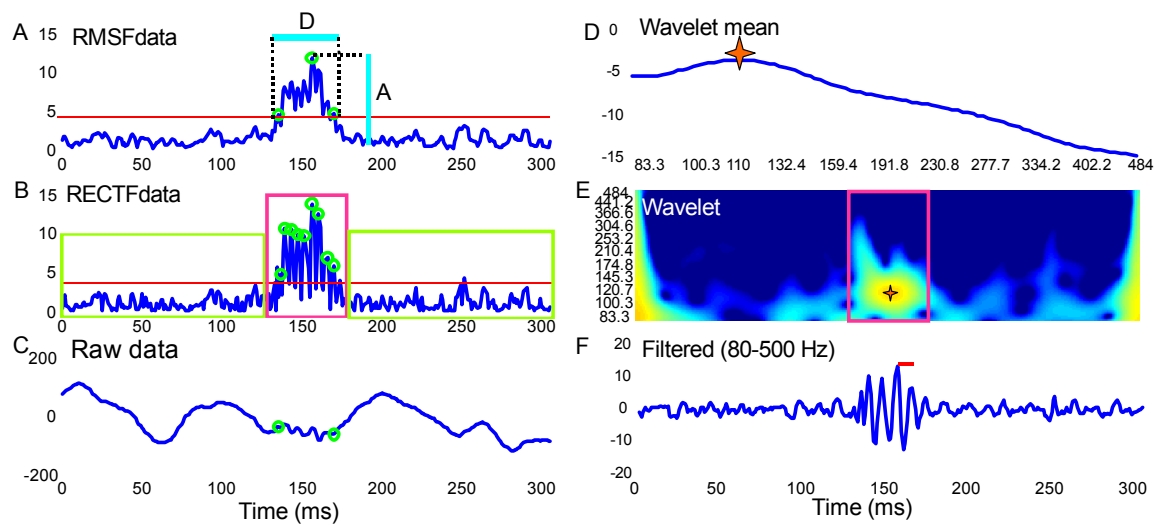 A
RMSFdata
D
A
15
10
5
0
0 50 100 150 200 250 300
B
RECTFdata
15
10
5
0
0 50 100 150 200 250 300
C
Raw data
200
0
-200
0 50 100 150 200 250 300
Time (ms)
D
Wavelet mean
0
-5
-15
83.3 100.3 110 132.4 159.4 191.8 230.8 277.7 334.2 402.2 484
E
Wavelet
484
441.2
366.6
304.6
253.2
210.4
174.8
145.3
120.7
100.3
83.3
F
Filtered (80-500 Hz)
20
10
0
-10
-20
0 50 100 150 200 250 300
Time (ms)